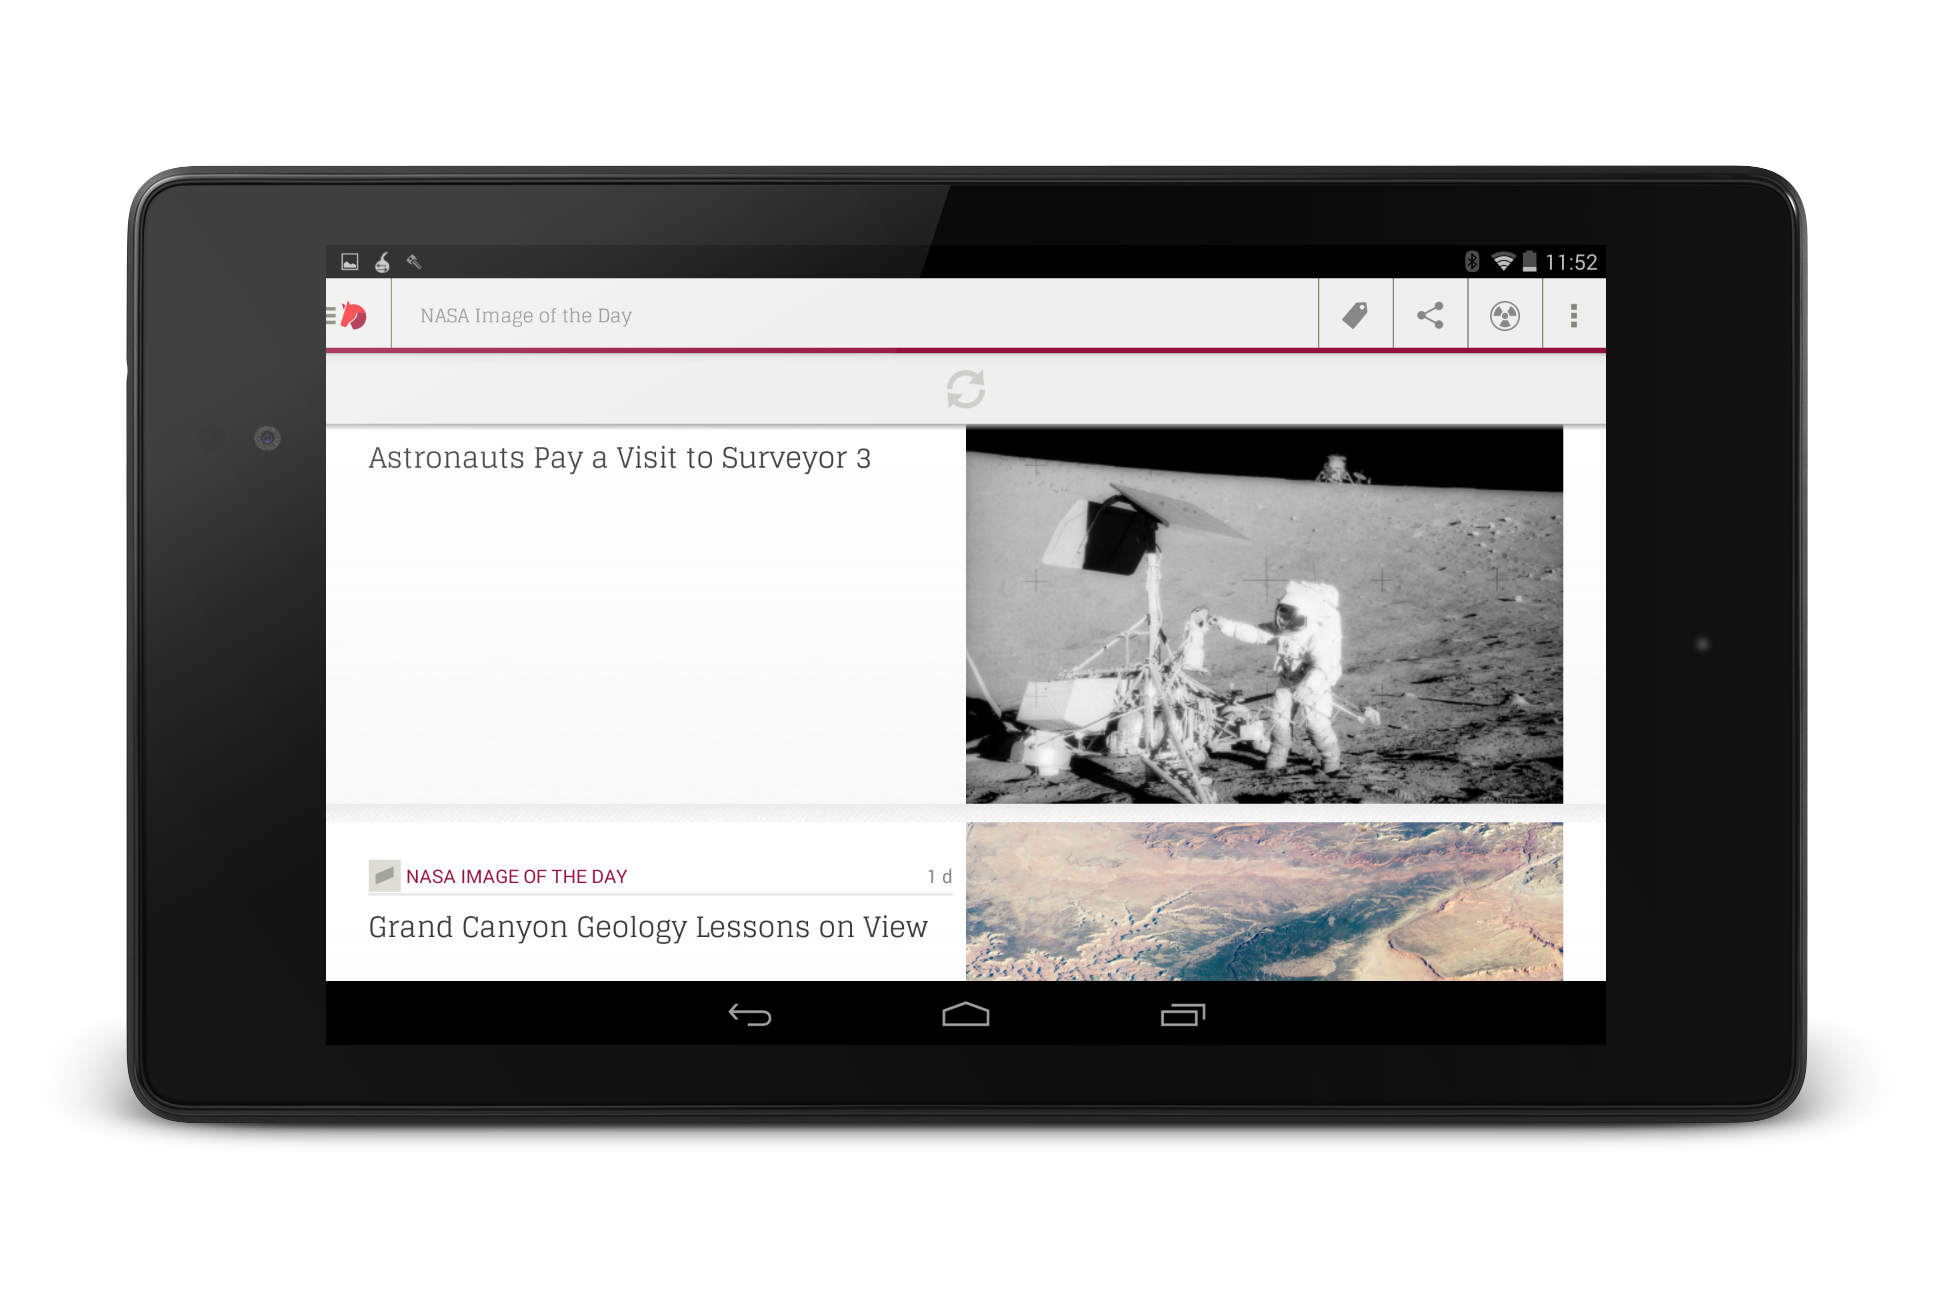 11:52
NASA Image of the Day
Astronauts Pay a Visit to Surveyor 3
NASA IMAGE OF THE DAY
1 d
Grand Canyon Geology Lessons on View